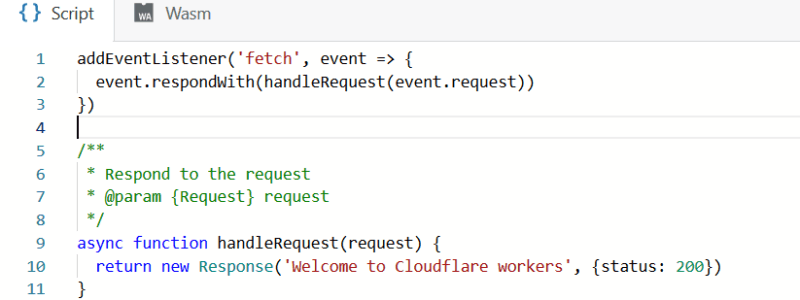 { } Script WA Wasm
1 addEventListener('fetch', event => {
2   event.respondWith(handleRequest(event.request))
3 })
4
5 /**
6  * Respond to the request
7  * @param {Request} request
8  */
9 async function handleRequest(request) {
10   return new Response('Welcome to Cloudflare workers', {status: 200})
11 }